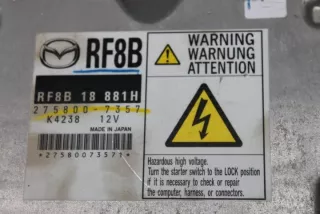 RF8B
RF8B 18 881H
275800-7357
K4238 12V
MADE IN JAPAN
*27580073571*
WARNING
WARNUNG
ATTENTION
Hazardous high voltage.
Turn the starter switch to the LOCK position
if it is necessary to check or repair
the computer, harness, or connectors.